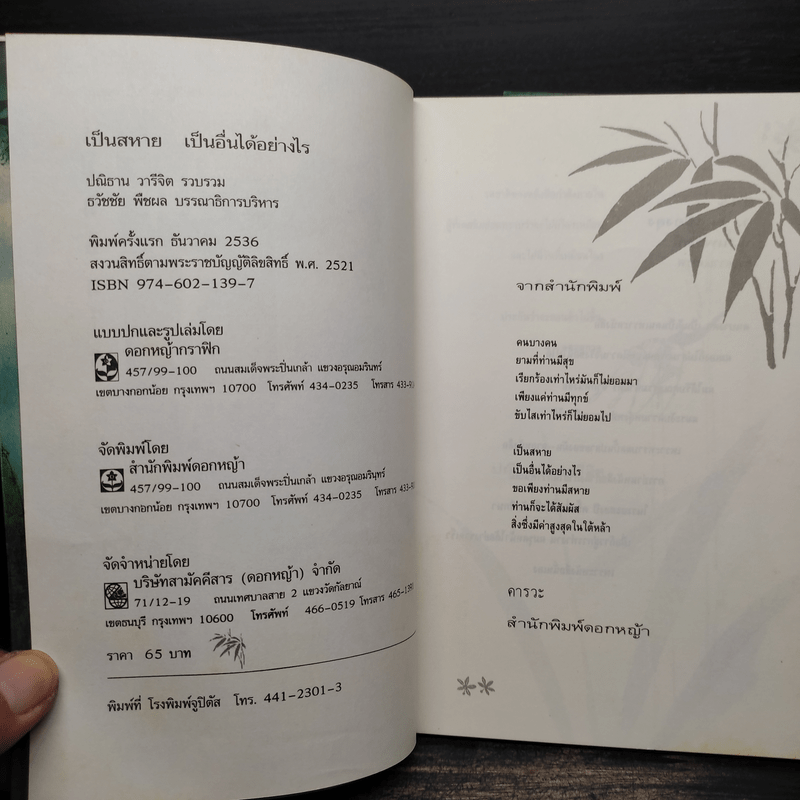 เป็นสหาย เป็นอื่นได้อย่างไร
ปณิธาน วารีจิต รวบรวม
ธวัชชัย พืชผล บรรณาธิการบริหาร
พิมพ์ครั้งแรก ธันวาคม 2536
สงวนสิทธิ์ตามพระราชบัญญัติลิขสิทธิ์ พ.ศ. 2521
ISBN 974-602-139-7
แบบปกและรูปเล่มโดย
ดอกหญ้ากราฟิก
457/99-100 ถนนสมเด็จพระปิ่นเกล้า แขวงอรุณอมรินทร์
เขตบางกอกน้อย กรุงเทพฯ 10700 โทรศัพท์ 434-0235 โทรสาร
จัดพิมพ์โดย
สำนักพิมพ์ดอกหญ้า
457/99-100 ถนนสมเด็จพระปิ่นเกล้า แขวงอรุณอมรินทร์
เขตบางกอกน้อย กรุงเทพฯ 10700 โทรศัพท์ 434-0235 โทรสาร
จัดจำหน่ายโดย
บริษัทสามัคคีสาร (ดอกหญ้า) จำกัด
71/12-19 ถนนเทศบาลสาย 2 แขวงวัดกัลยาณ์
เขตธนบุรี กรุงเทพฯ 10600 โทรศัพท์ 466-0519 โทรสาร
ราคา 65 บาท
พิมพ์ที่ โรงพิมพ์จูปิตัส โทร. 441-2301-3
จากสำนักพิมพ์
คนบางคน
ยามที่ท่านมีสุข
เรียกร้องเท่าไหร่มันก็ไม่ยอมมา
เพียงแค่ท่านมีทุกข์
ขับไสเท่าไหร่ก็ไม่ยอมไป
เป็นสหาย
เป็นอื่นได้อย่างไร
ขอเพียงท่านมีสหาย
ท่านก็จะได้สัมผัส
สิ่งซึ่งมีค่าสูงสุดในใต้หล้า
คารวะ
สำนักพิมพ์ดอกหญ้า